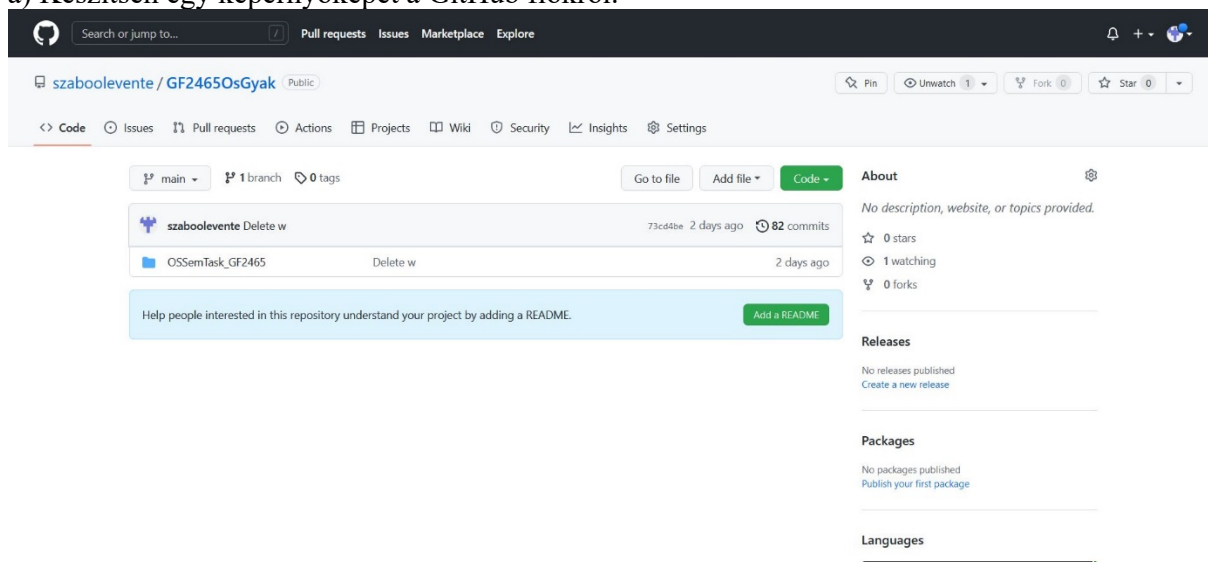 a) Készítsen egy képernyőképet a GitHub fiókról.
Search or jump to... / Pull requests Issues Marketplace Explore
szaboolevente / GF2465OsGyak Public
Pin Unwatch 1 Fork 0 Star 0
Code Issues Pull requests Actions Projects Wiki Security Insights Settings
main 1 branch 0 tags
Go to file Add file Code
szaboolevente Delete w 73cd4be 2 days ago 82 commits
OSSemTask_GF2465 Delete w 2 days ago
Help people interested in this repository understand your project by adding a README. Add a README
About
No description, website, or topics provided.
0 stars
1 watching
0 forks
Releases
No releases published
Create a new release
Packages
No packages published
Publish your first package
Languages